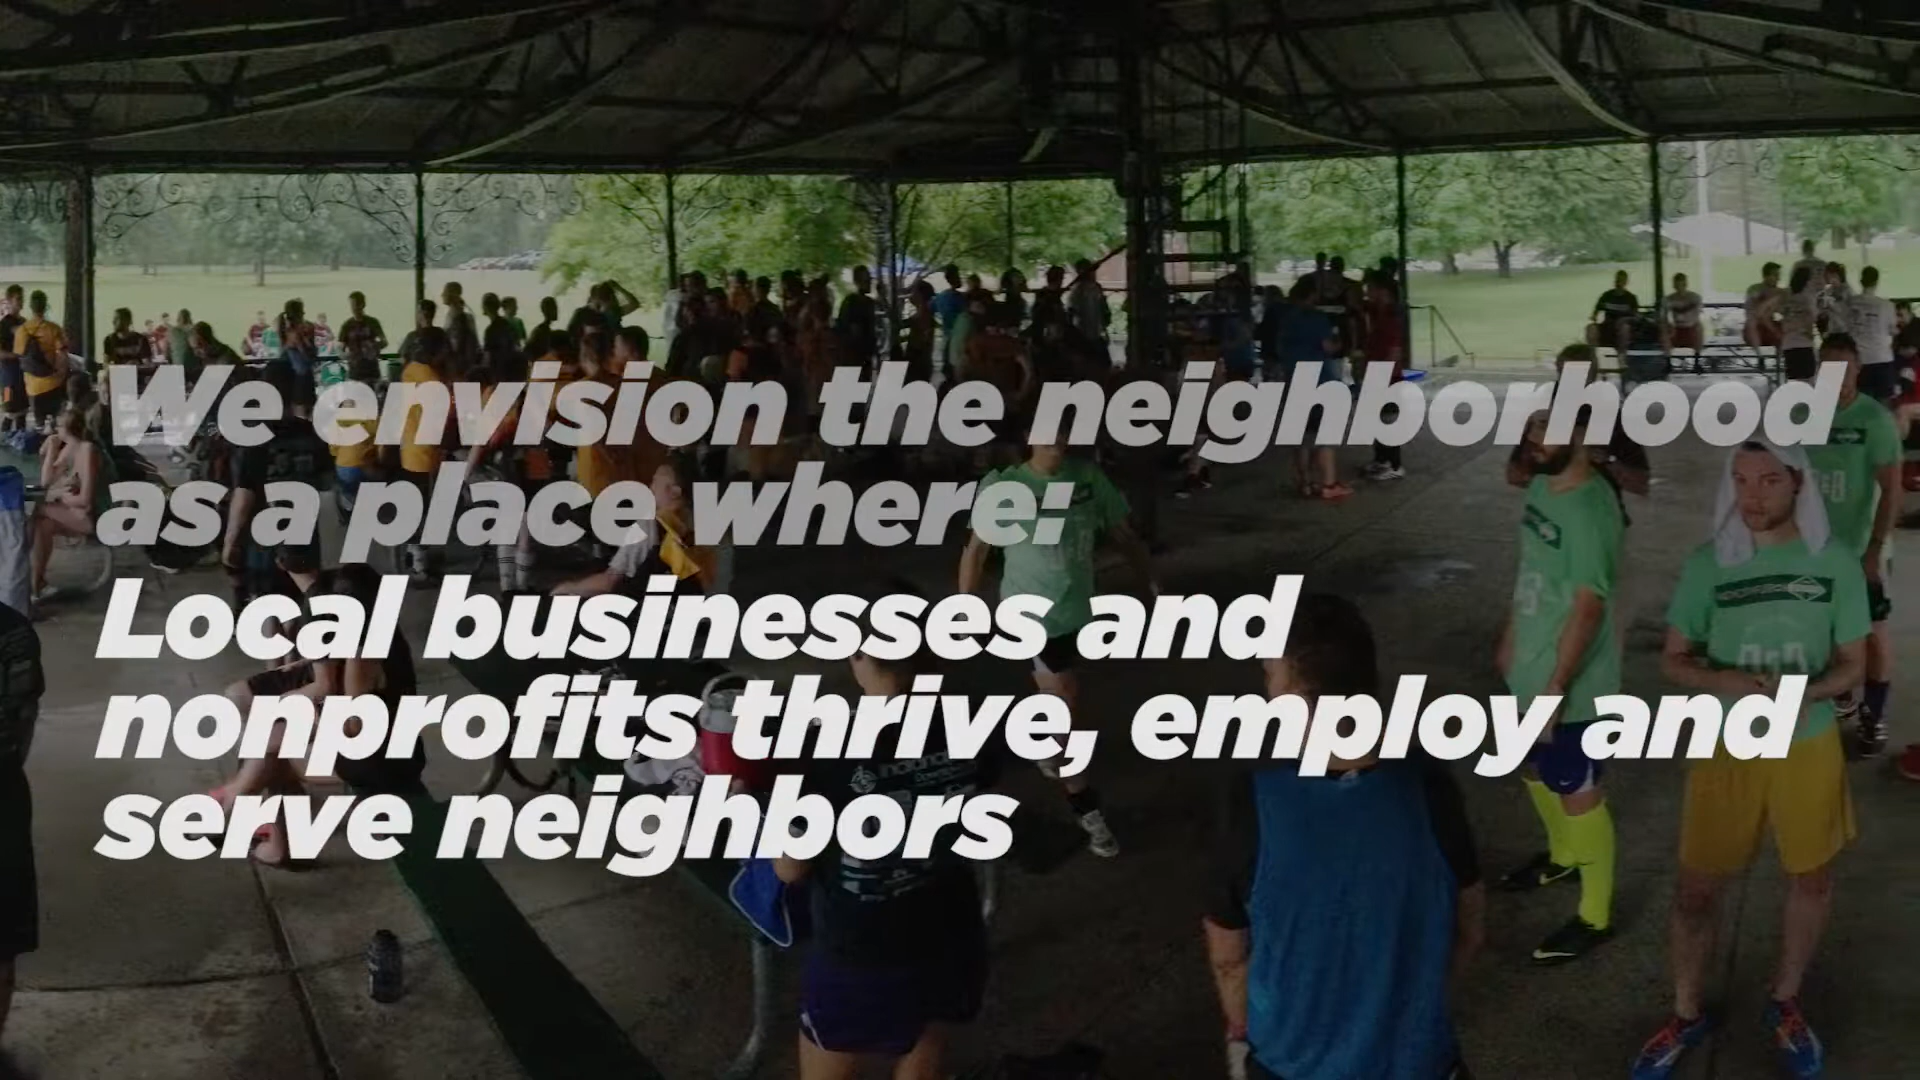 We envision the neighborhood
as a place where:
Local businesses and
nonprofits thrive, employ and
serve neighbors